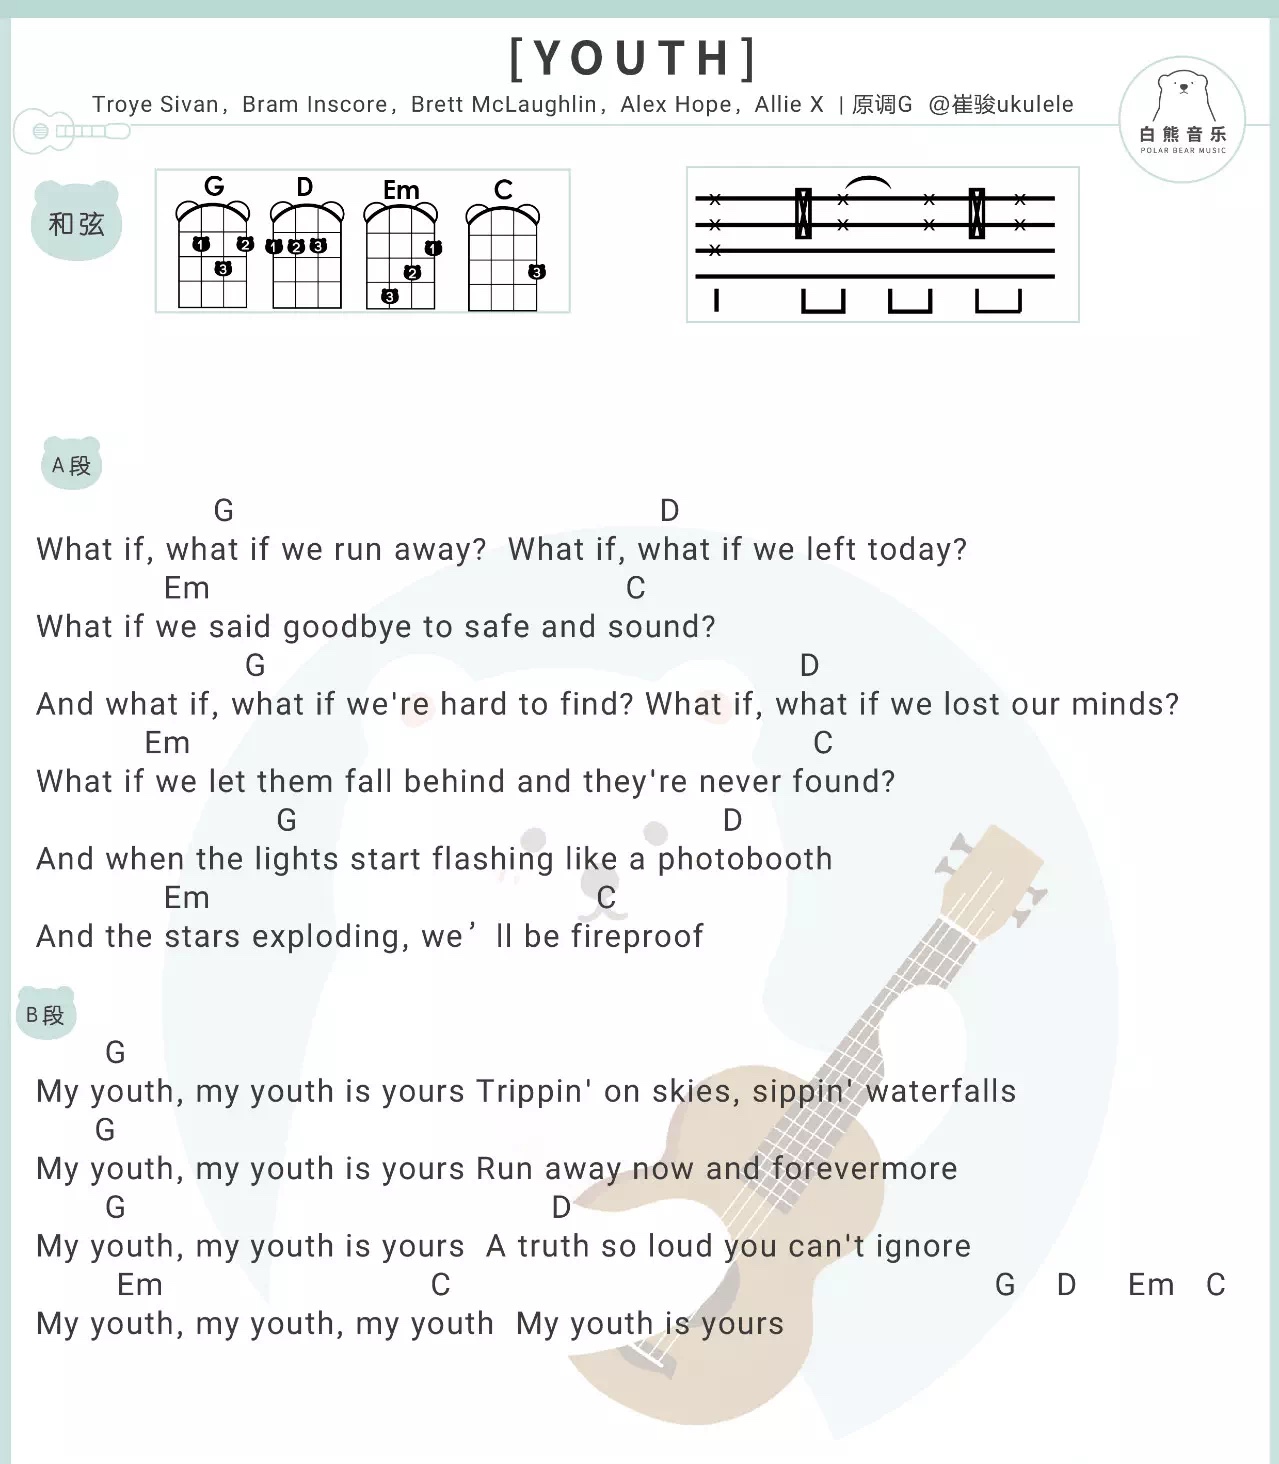 [YOUTH]
Troye Sivan, Bram Inscore, Brett McLaughlin, Alex Hope, Allie X | 原调G @崔骏ukulele
白熊音乐
POLAR BEAR MUSIC
和弦
G D Em C
1 2 3 1 2 3 1 2 3 3
A段
G D
What if, what if we run away? What if, what if we left today?
Em C
What if we said goodbye to safe and sound?
G D
And what if, what if we're hard to find? What if, what if we lost our minds?
Em C
What if we let them fall behind and they're never found?
G D
And when the lights start flashing like a photobooth
Em C
And the stars exploding, we’ll be fireproof
B段
G
My youth, my youth is yours Trippin' on skies, sippin' waterfalls
G
My youth, my youth is yours Run away now and forevermore
G D
My youth, my youth is yours A truth so loud you can't ignore
Em C G D Em C
My youth, my youth, my youth My youth is yours